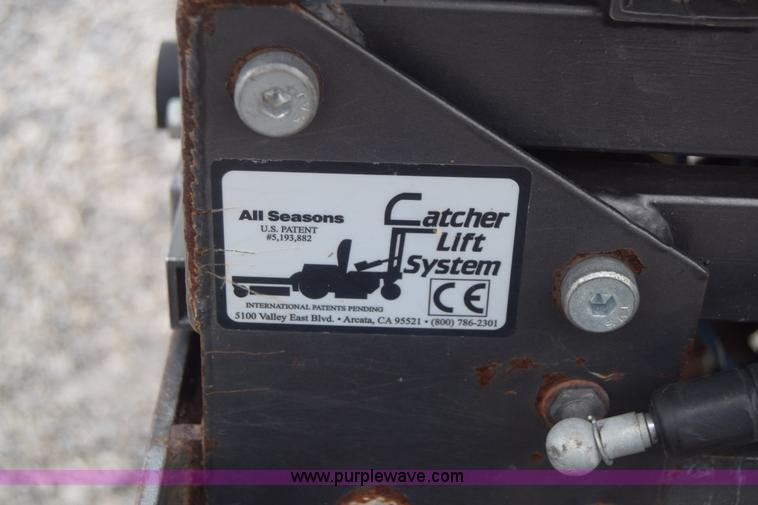 All Seasons
U.S. PATENT
#5,193,882
Catcher
Lift
System
CE
INTERNATIONAL PATENTS PENDING
5100 Valley East Blvd. • Arcata, CA 95521 • (800) 786-2301
www.purplewave.com